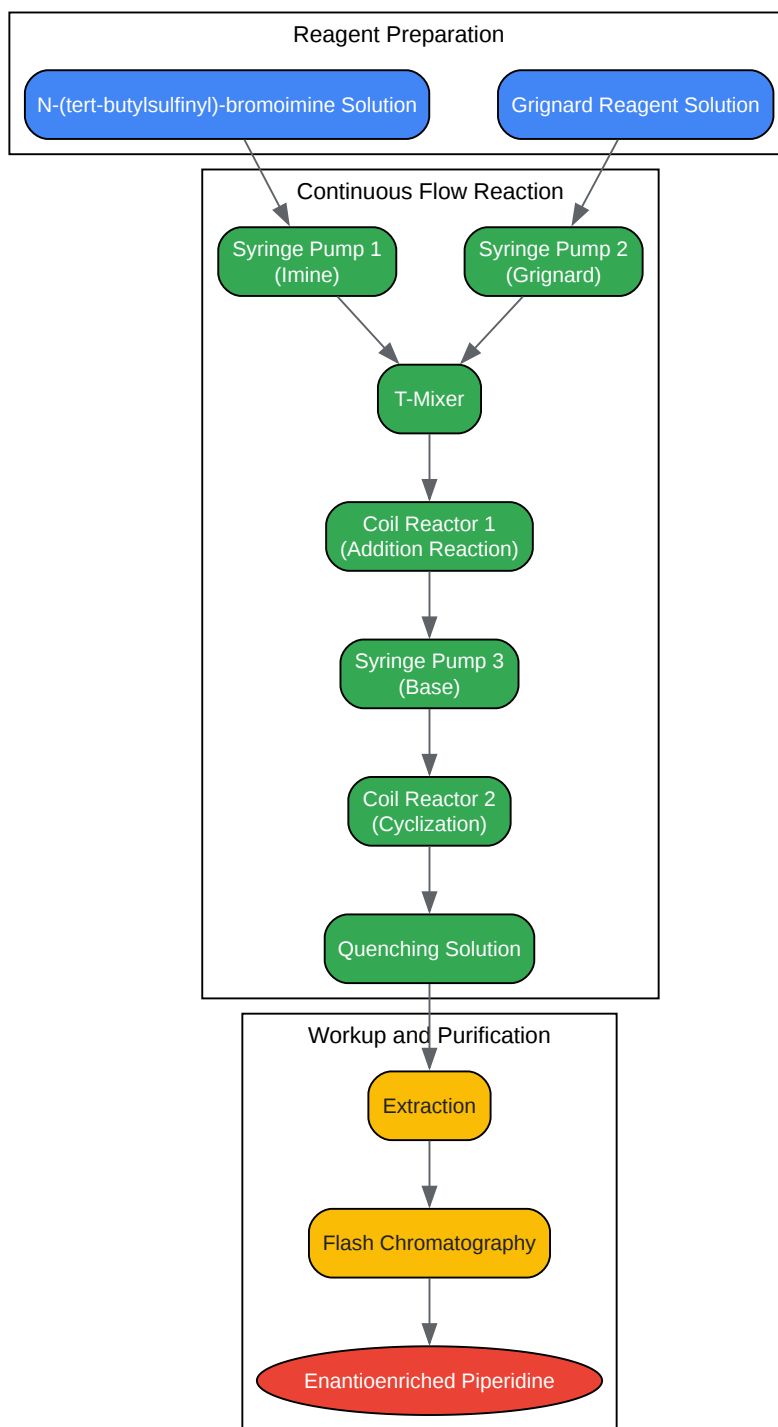 Reagent Preparation
N-(tert-butylsulfinyl)-bromoimine Solution
Grignard Reagent Solution
Continuous Flow Reaction
Syringe Pump 1
(Imine)
Syringe Pump 2
(Grignard)
T-Mixer
Coil Reactor 1
(Addition Reaction)
Syringe Pump 3
(Base)
Coil Reactor 2
(Cyclization)
Quenching Solution
Workup and Purification
Extraction
Flash Chromatography
Enantioenriched Piperidine